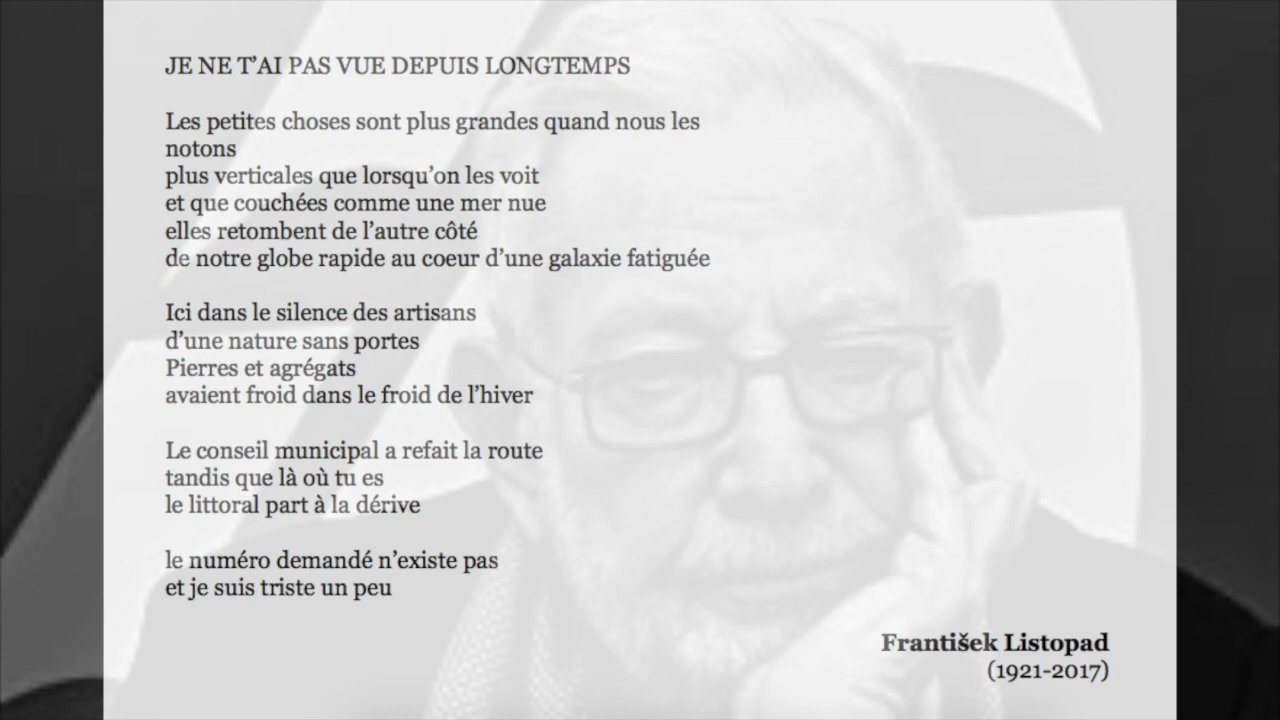 JE NE T’AI PAS VUE DEPUIS LONGTEMPS
Les petites choses sont plus grandes quand nous les
notons
plus verticales que lorsqu’on les voit
et que couchées comme une mer nue
elles retombent de l’autre côté
de notre globe rapide au coeur d’une galaxie fatiguée
Ici dans le silence des artisans
d’une nature sans portes
Pierres et agrégats
avaient froid dans le froid de l’hiver
Le conseil municipal a refait la route
tandis que là où tu es
le littoral part à la dérive
le numéro demandé n’existe pas
et je suis triste un peu
František Listopad
(1921-2017)